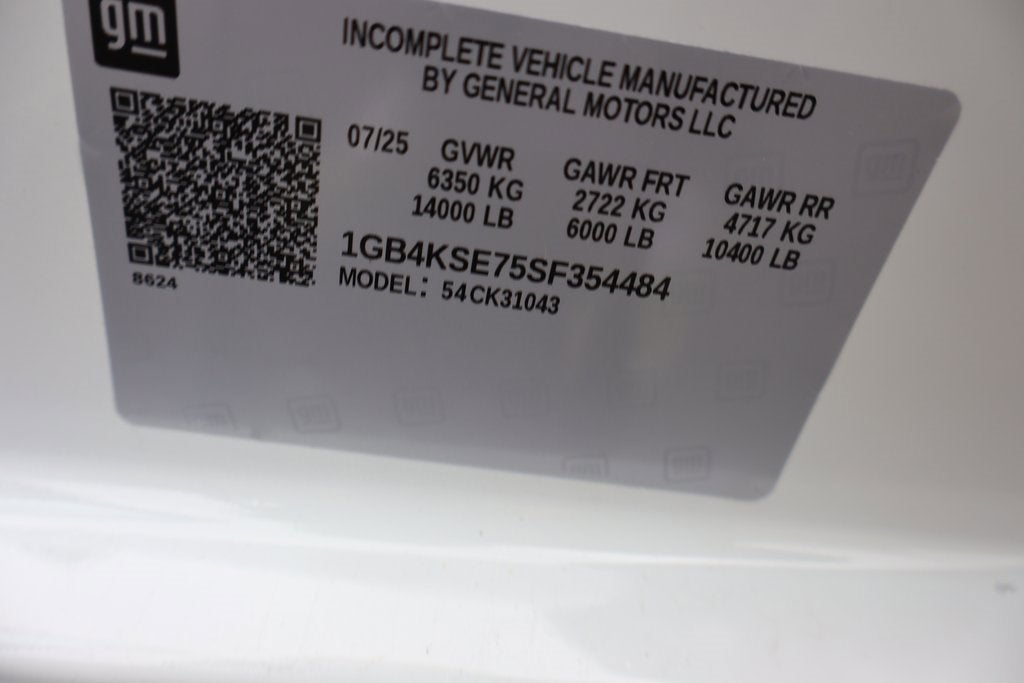 gm
INCOMPLETE VEHICLE MANUFACTURED
BY GENERAL MOTORS LLC
07/25 GVWR GAWR FRT GAWR RR
6350 KG 2722 KG 4717 KG
14000 LB 6000 LB 10400 LB
1GB4KSE75SF354484
MODEL: 54CK31043
8624